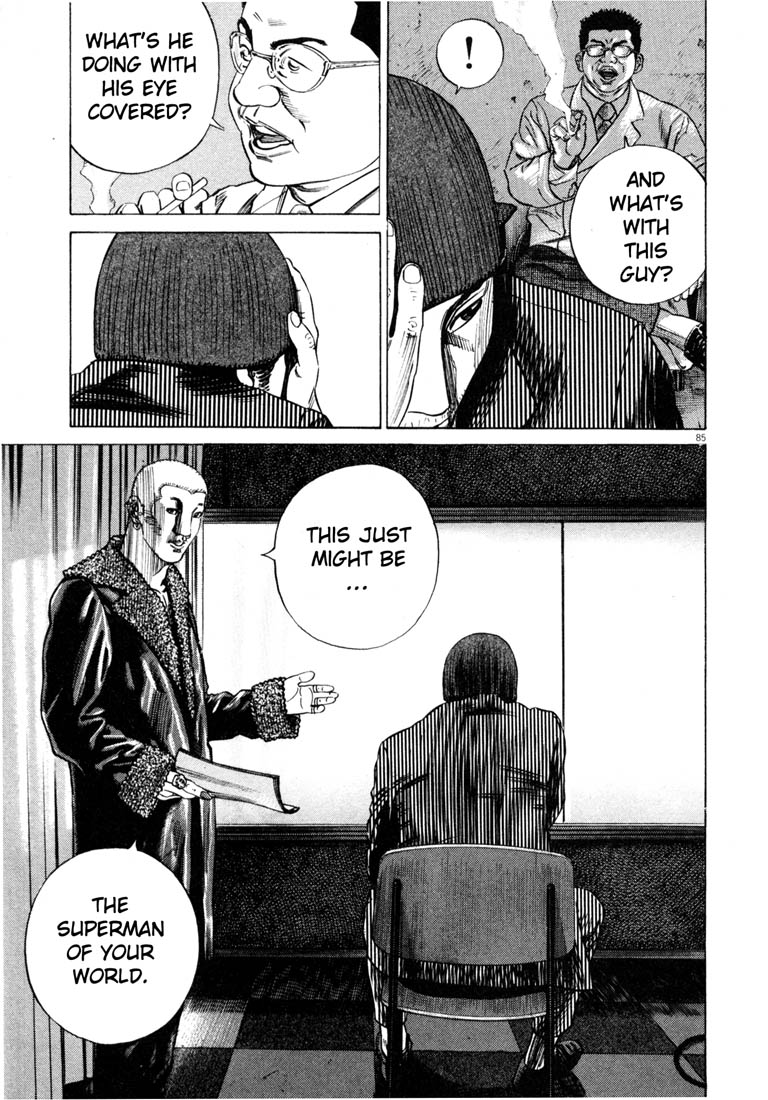 !
AND
WHAT'S
WITH
THIS
GUY?
WHAT'S HE
DOING WITH
HIS EYE
COVERED?
85
THIS JUST
MIGHT BE
...
THE
SUPERMAN
OF YOUR
WORLD.